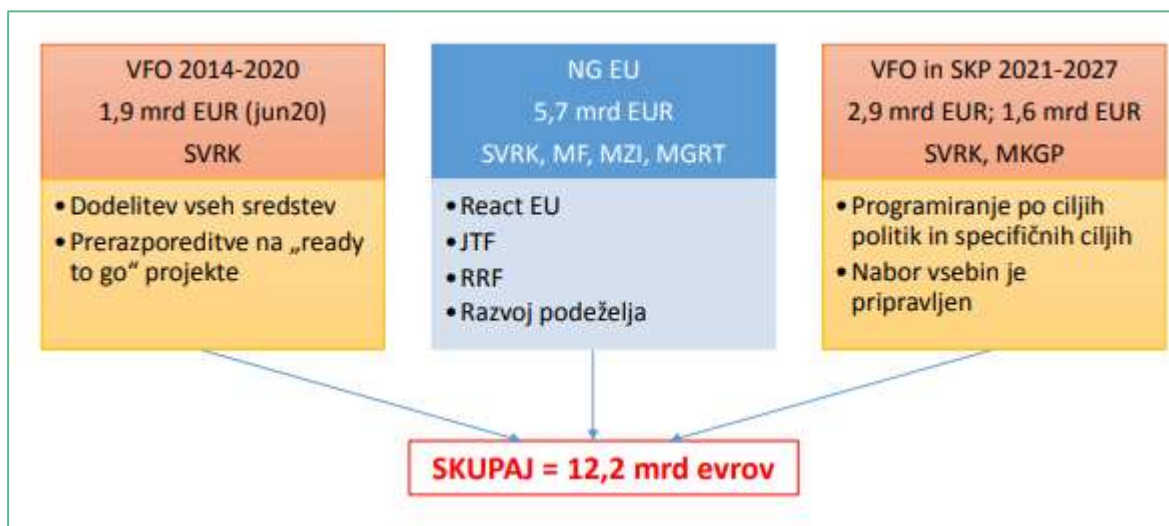 VFO 2014-2020
1,9 mrd EUR (jun20)
SVRK
• Dodelitev vseh sredstev
• Prerazporeditve na „ready
to go“ projekte
NG EU
5,7 mrd EUR
SVRK, MF, MZI, MGRT
• React EU
• JTF
• RRF
• Razvoj podeželja
VFO in SKP 2021-2027
2,9 mrd EUR; 1,6 mrd EUR
SVRK, MKGP
• Programiranje po ciljih
politik in specifičnih ciljih
• Nabor vsebin je
pripravljen
SKUPAJ = 12,2 mrd evrov